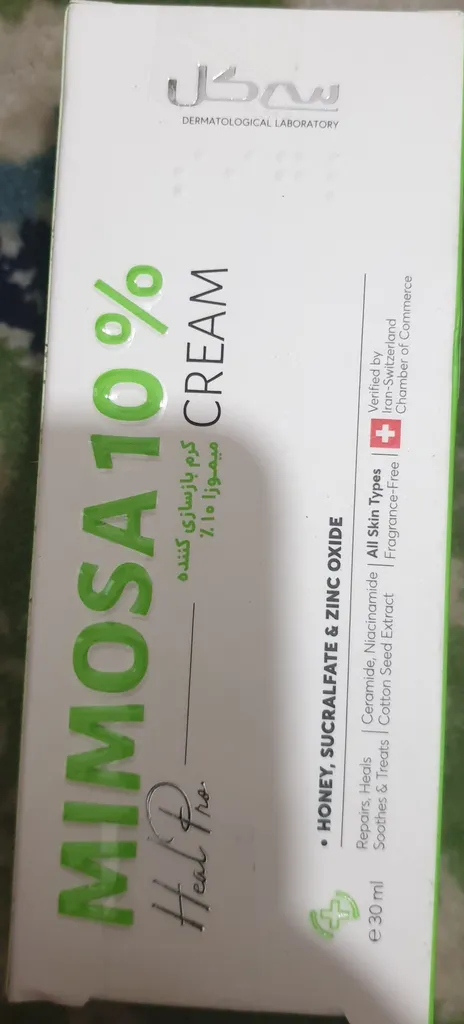 سی‌گل
DERMATOLOGICAL LABORATORY
MIMOSA 10%
Heal Pro.
CREAM
کرم بازسازی کننده
میموزا ۱۰٪
• HONEY, SUCRALFATE & ZINC OXIDE
Repairs, Heals | Ceramide, Niacinamide | All Skin Types
Soothes & Treats | Cotton Seed Extract | Fragrance-Free |
Verified by
Iran-Switzerland
Chamber of Commerce
℮ 30 ml